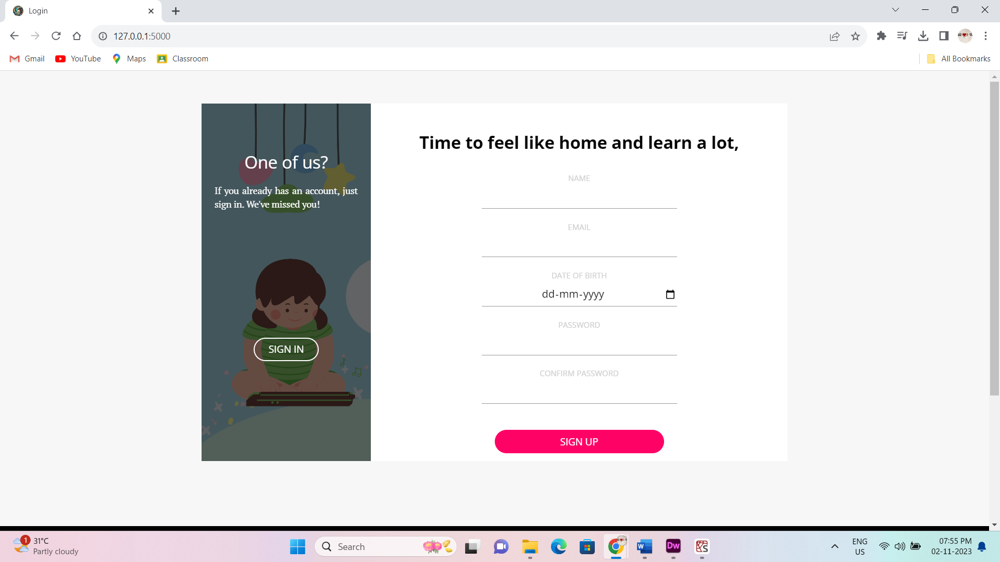 Login
127.0.0.1:5000
Gmail YouTube Maps Classroom All Bookmarks
One of us?
If you already has an account, just
sign in. We've missed you!
SIGN IN
Time to feel like home and learn a lot,
NAME
EMAIL
DATE OF BIRTH
dd-mm-yyyy
PASSWORD
CONFIRM PASSWORD
SIGN UP
1
31°C
Partly cloudy
Search
W
Dw
ENG
US
07:55 PM
02-11-2023